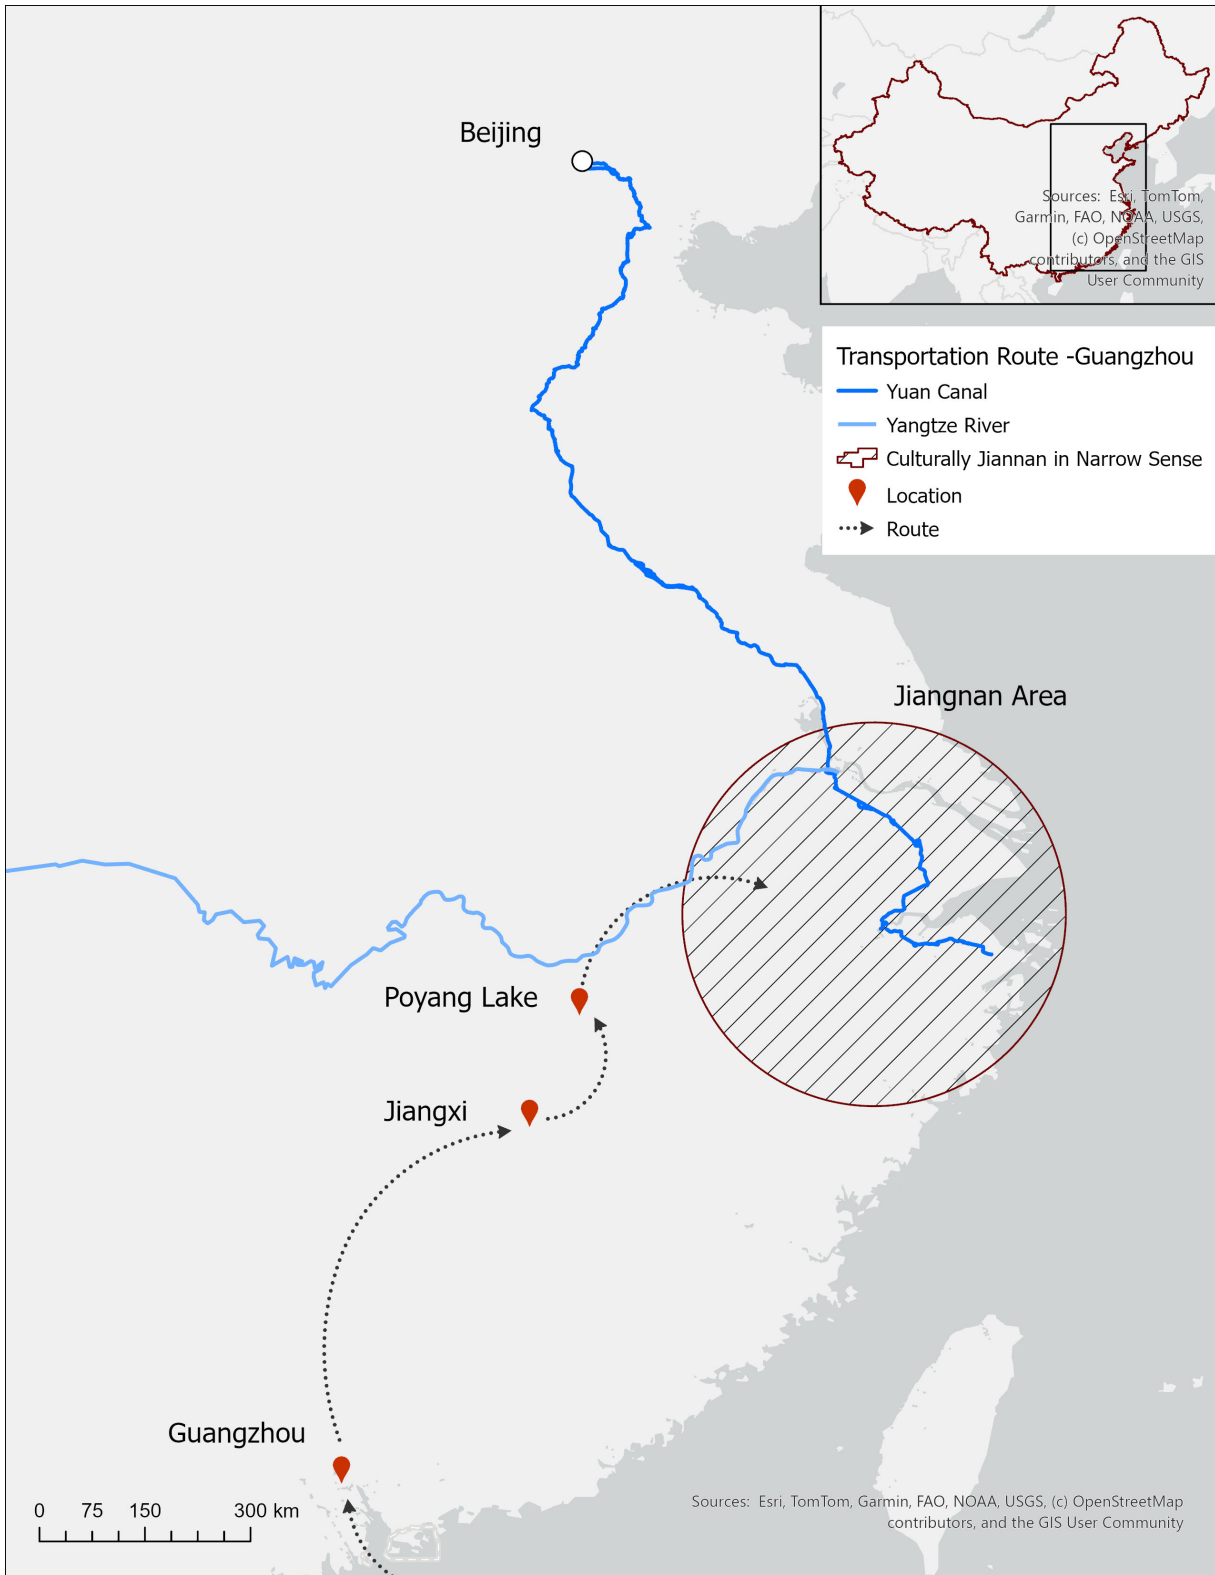 Beijing
Sources: Esri, TomTom,
Garmin, FAO, NOAA, USGS,
(c) OpenStreetMap
contributors, and the GIS
User Community
Transportation Route -Guangzhou
Yuan Canal
Yangtze River
Culturally Jiannan in Narrow Sense
Location
Route
Jiangnan Area
Poyang Lake
Jiangxi
Guangzhou
0 75 150 300 km
Sources: Esri, TomTom, Garmin, FAO, NOAA, USGS, (c) OpenStreetMap
contributors, and the GIS User Community